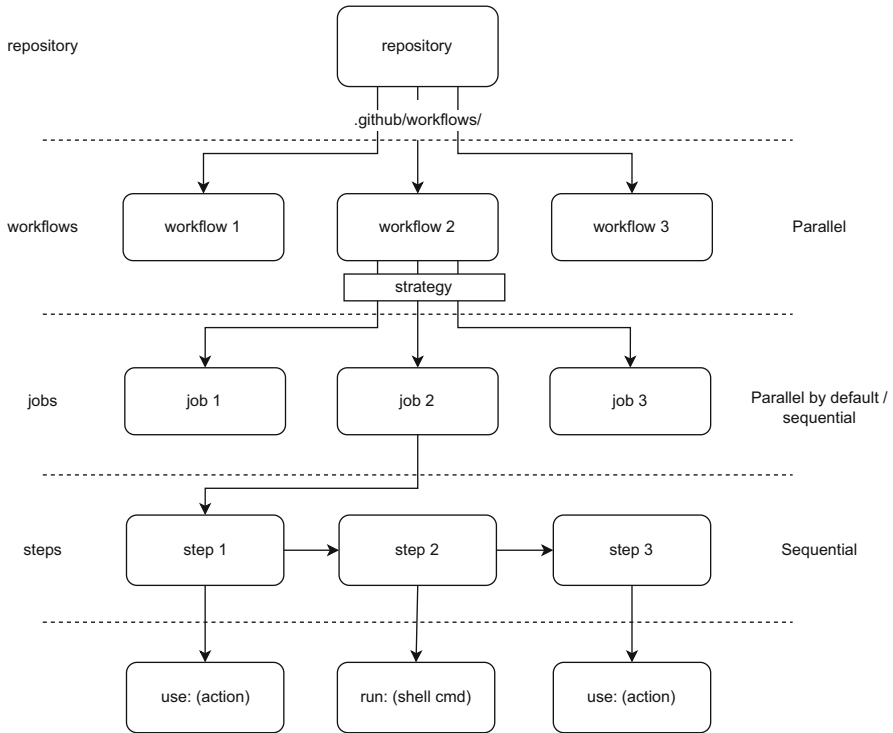 repository
repository
.github/workflows/
workflows
workflow 1
workflow 2
workflow 3
Parallel
strategy
jobs
job 1
job 2
job 3
Parallel by default /
sequential
steps
step 1
step 2
step 3
Sequential
use: (action)
run: (shell cmd)
use: (action)